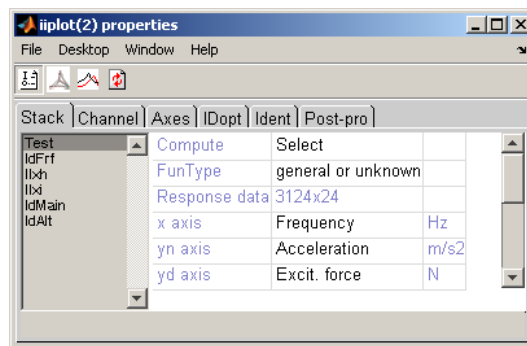 iiplot(2) properties
File Desktop Window Help
Stack Channel Axes IDopt Ident Post-pro
Test
IdFrf
IIxh
IIxi
IdMain
IdAlt
Compute Select
FunType general or unknown
Response data 3124x24
x axis Frequency Hz
yn axis Acceleration m/s2
yd axis Excit. force N